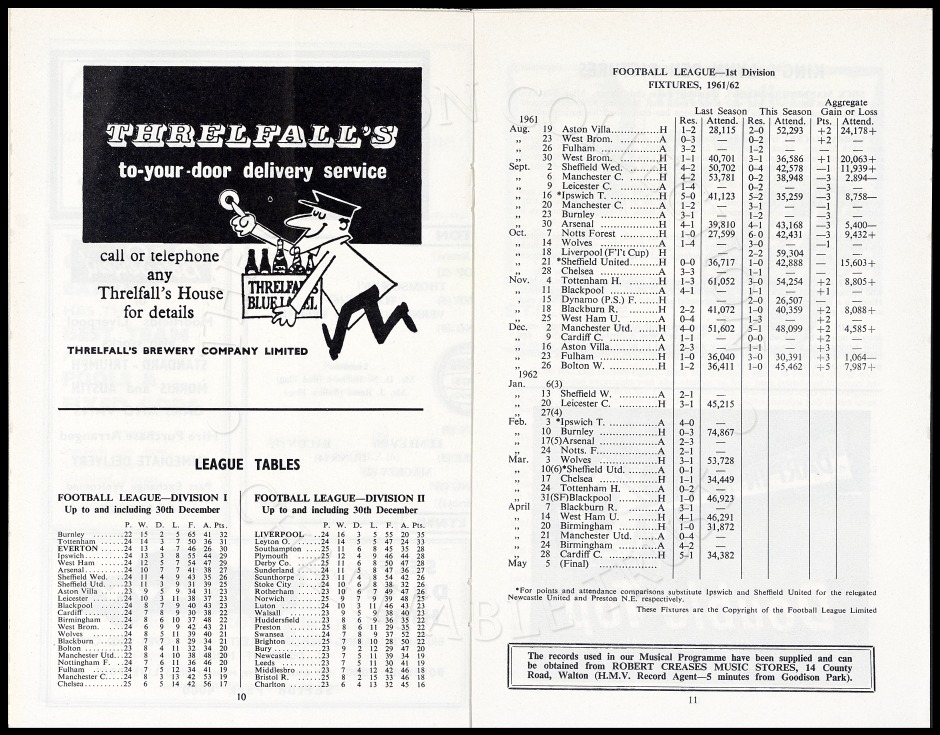 THRELFALL'S
to-your-door delivery service
call or telephone
any
Threlfall's House
for details
THRELFALL'S
BLUE LABEL
THRELFALL'S BREWERY COMPANY LIMITED
LEAGUE TABLES
FOOTBALL LEAGUE—DIVISION I
Up to and including 30th December
P. W. D. L. F. A. Pts.
Burnley ........22 15 2 5 65 41 32
Tottenham ......24 14 3 7 50 36 31
EVERTON ........24 13 4 7 46 26 30
Ipswich........24 13 3 8 55 44 29
West Ham ......24 12 5 7 54 47 29
Arsenal ........24 10 7 7 41 38 27
Sheffield Wed. ..24 11 4 9 43 35 26
Sheffield Utd. ..23 11 3 9 31 39 25
Aston Villa ....23 9 5 9 34 31 23
Leicester ......24 10 3 11 38 37 23
Blackpool ......24 8 7 9 40 43 23
Cardiff ........24 7 8 9 30 38 22
Birmingham ....24 8 6 10 38 49 22
West Brom. ....24 6 9 9 42 43 21
Wolves ........24 8 5 11 39 40 21
Blackburn ......22 7 7 8 29 34 21
Bolton ........23 8 4 11 32 34 20
Manchester Utd...22 8 4 10 38 48 20
Nottingham F. ..24 7 6 11 36 46 20
Fulham ........24 7 5 12 34 41 19
Manchester C.....24 8 3 13 42 53 19
Chelsea........25 6 5 14 42 56 17
FOOTBALL LEAGUE—DIVISION II
Up to and including 30th December
P. W. D. L. F. A. Pts.
LIVERPOOL ....24 16 3 5 55 20 35
Leyton O. ......24 14 5 5 47 24 33
Southampton ....25 11 6 8 45 35 28
Plymouth ......25 12 4 9 46 44 28
Derby Co. ......25 11 6 8 50 47 28
Sunderland ......24 11 5 8 47 36 27
Scunthorpe ......23 11 4 8 54 42 26
Stoke City ......24 10 6 8 38 32 26
Rotherham ......23 10 6 7 49 47 26
Norwich ........25 9 7 9 39 48 25
Luton ..........24 10 3 11 46 43 23
Walsall ........23 9 5 9 38 40 23
Huddersfield ....23 8 6 9 36 35 22
Preston ........25 8 6 11 29 35 22
Swansea ........24 7 8 9 37 52 22
Brighton ........25 7 8 10 28 50 22
Bury............23 9 2 12 29 47 20
Newcastle ......23 7 5 11 39 34 19
Leeds ..........23 7 5 11 30 41 19
Middlesbro ......23 7 4 12 42 46 18
Bristol R. ......25 8 2 15 33 46 18
Charlton ........23 6 4 13 32 45 16
10
FOOTBALL LEAGUE—1st Division
FIXTURES, 1961/62
Last Season This Season Aggregate Gain or Loss
1961 Res. Attend. Res. Attend. Pts. Attend.
Aug. 19 Aston Villa............H 1–2 28,115 2–0 52,293 +2 24,178+
„ 23 West Brom. ............A 0–3 — 0–2 — +2 —
„ 26 Fulham ............A 3–2 — 1–2 — — —
„ 30 West Brom. ............H 1–1 40,701 3–1 36,586 +1 20,063+
Sept. 2 Sheffield Wed. ............H 4–2 50,702 0–4 42,578 —1 11,939+
„ 6 Manchester C. ............H 4–2 53,781 0–2 38,948 —3 2,894—
„ 9 Leicester C. ............A 1–4 — 0–2 — —3 —
„ 16 *Ipswich T. ............H 5–0 41,123 5–2 35,259 —3 8,758—
„ 20 Manchester C. ............A 1–2 — 3–1 — —1 —
„ 23 Burnley ............A 3–1 — 1–2 — —3 —
„ 30 Arsenal ............H 4–1 39,810 4–1 43,168 —3 5,400—
Oct. 7 Notts Forest ............H 1–0 27,599 6–0 42,431 —3 9,432+
„ 14 Wolves ............A 1–4 — 3–0 — —1 —
„ 18 Liverpool (F'l't Cup) H 2–2 59,304 — —
„ 21 *Sheffield United............H 0–0 36,717 1–0 42,888 — 15,603+
„ 28 Chelsea ............A 3–3 — 1–1 — — —
Nov. 4 Tottenham H. ............H 1–3 61,052 3–0 54,254 +2 8,805+
„ 11 Blackpool ............A 4–1 — 1–1 — +1 —
„ 15 Dynamo (P.S.) F. ......H — — 2–0 26,507 — —
„ 18 Blackburn R. ............H 2–2 41,072 1–0 40,359 +2 8,088+
„ 25 West Ham U. ............A 0–4 — 1–3 — +2 —
Dec. 2 Manchester Utd. ............H 4–0 51,602 5–1 48,099 +2 4,585+
„ 9 Cardiff C. ............A 1–1 — 0–0 — +2 —
„ 16 Aston Villa ............A 2–3 — 1–1 — +3 —
„ 23 Fulham ............H 1–0 36,040 3–0 30,391 +3 1,064—
„ 26 Bolton W. ............H 1–2 36,411 1–0 45,462 +5 7,987+
1962
Jan. 6(3)
„ 13 Sheffield W. ............A 2–1 —
„ 20 Leicester C. ............H 3–1 45,215
„ 27(4)
Feb. 3 *Ipswich T. ............A 4–0 —
„ 10 Burnley ............H 0–3 74,867
„ 17(5)Arsenal ............A 2–3 —
„ 24 Notts. F. ............A 2–1 —
Mar. 3 Wolves ............H 3–1 53,728
„ 10(6)*Sheffield Utd. ............A 0–1 —
„ 17 Chelsea ............H 1–1 34,449
„ 24 Tottenham H. ............A 0–2 —
„ 31(SF)Blackpool ............H 1–0 46,923
April 7 Blackburn R. ............A 3–1 —
„ 14 West Ham U. ............H 4–1 46,291
„ 20 Birmingham ............H 1–0 31,872
„ 21 Manchester Utd. ............A 0–4 —
„ 24 Birmingham ............A 4–2 —
„ 28 Cardiff C. ............H 5–1 34,382
May 5 (Final) ............
*For points and attendance comparisons substitute Ipswich and Sheffield United for the relegated
Newcastle United and Preston N.E. respectively.
These Fixtures are the Copyright of the Football League Limited
The records used in our Musical Programme have been supplied and can
be obtained from ROBERT CREASES MUSIC STORES, 14 County
Road, Walton (H.M.V. Record Agent—5 minutes from Goodison Park).
11